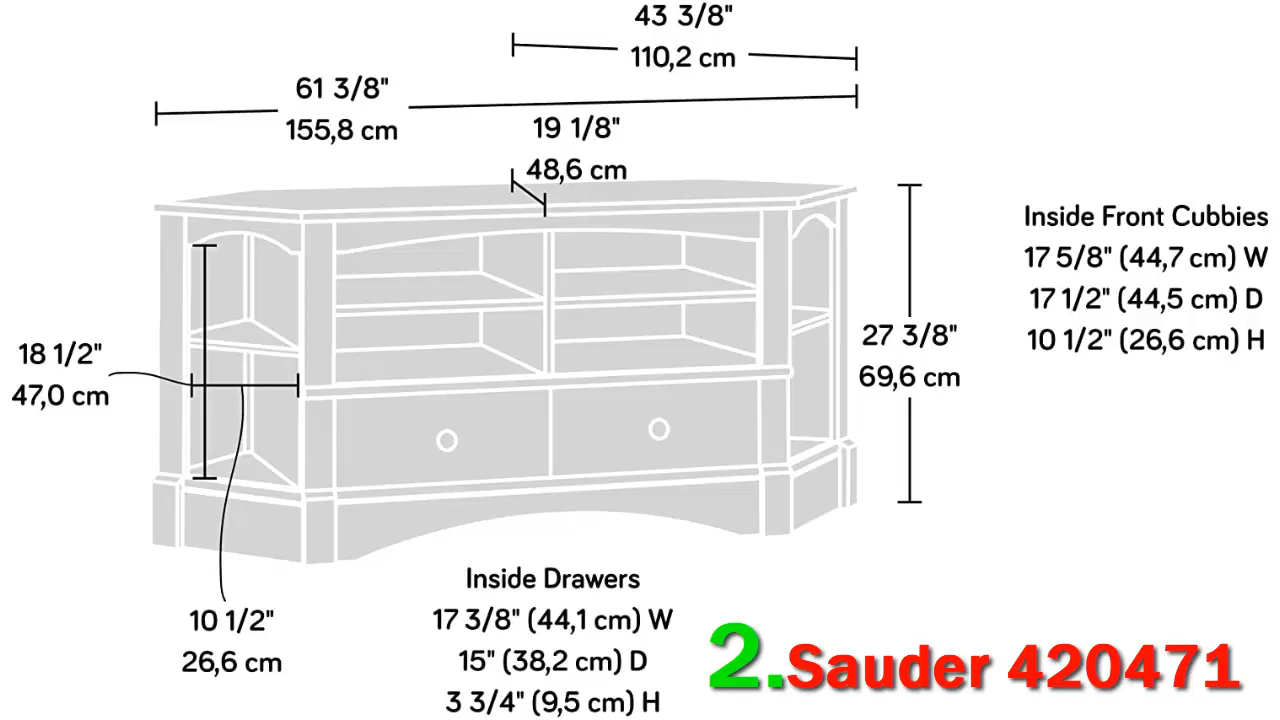 43 3/8"
110,2 cm
61 3/8"
155,8 cm
19 1/8"
48,6 cm
Inside Front Cubbies
17 5/8" (44,7 cm) W
17 1/2" (44,5 cm) D
10 1/2" (26,6 cm) H
27 3/8"
69,6 cm
18 1/2"
47,0 cm
10 1/2"
26,6 cm
Inside Drawers
17 3/8" (44,1 cm) W
15" (38,2 cm) D
3 3/4" (9,5 cm) H
2.Sauder 420471